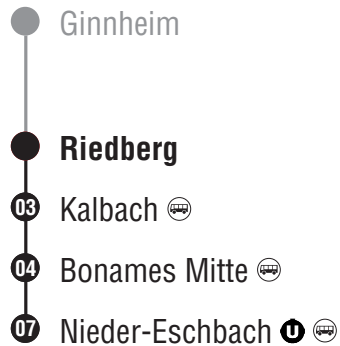 Ginnheim
Riedberg
03 Kalbach
04 Bonames Mitte
07 Nieder-Eschbach U